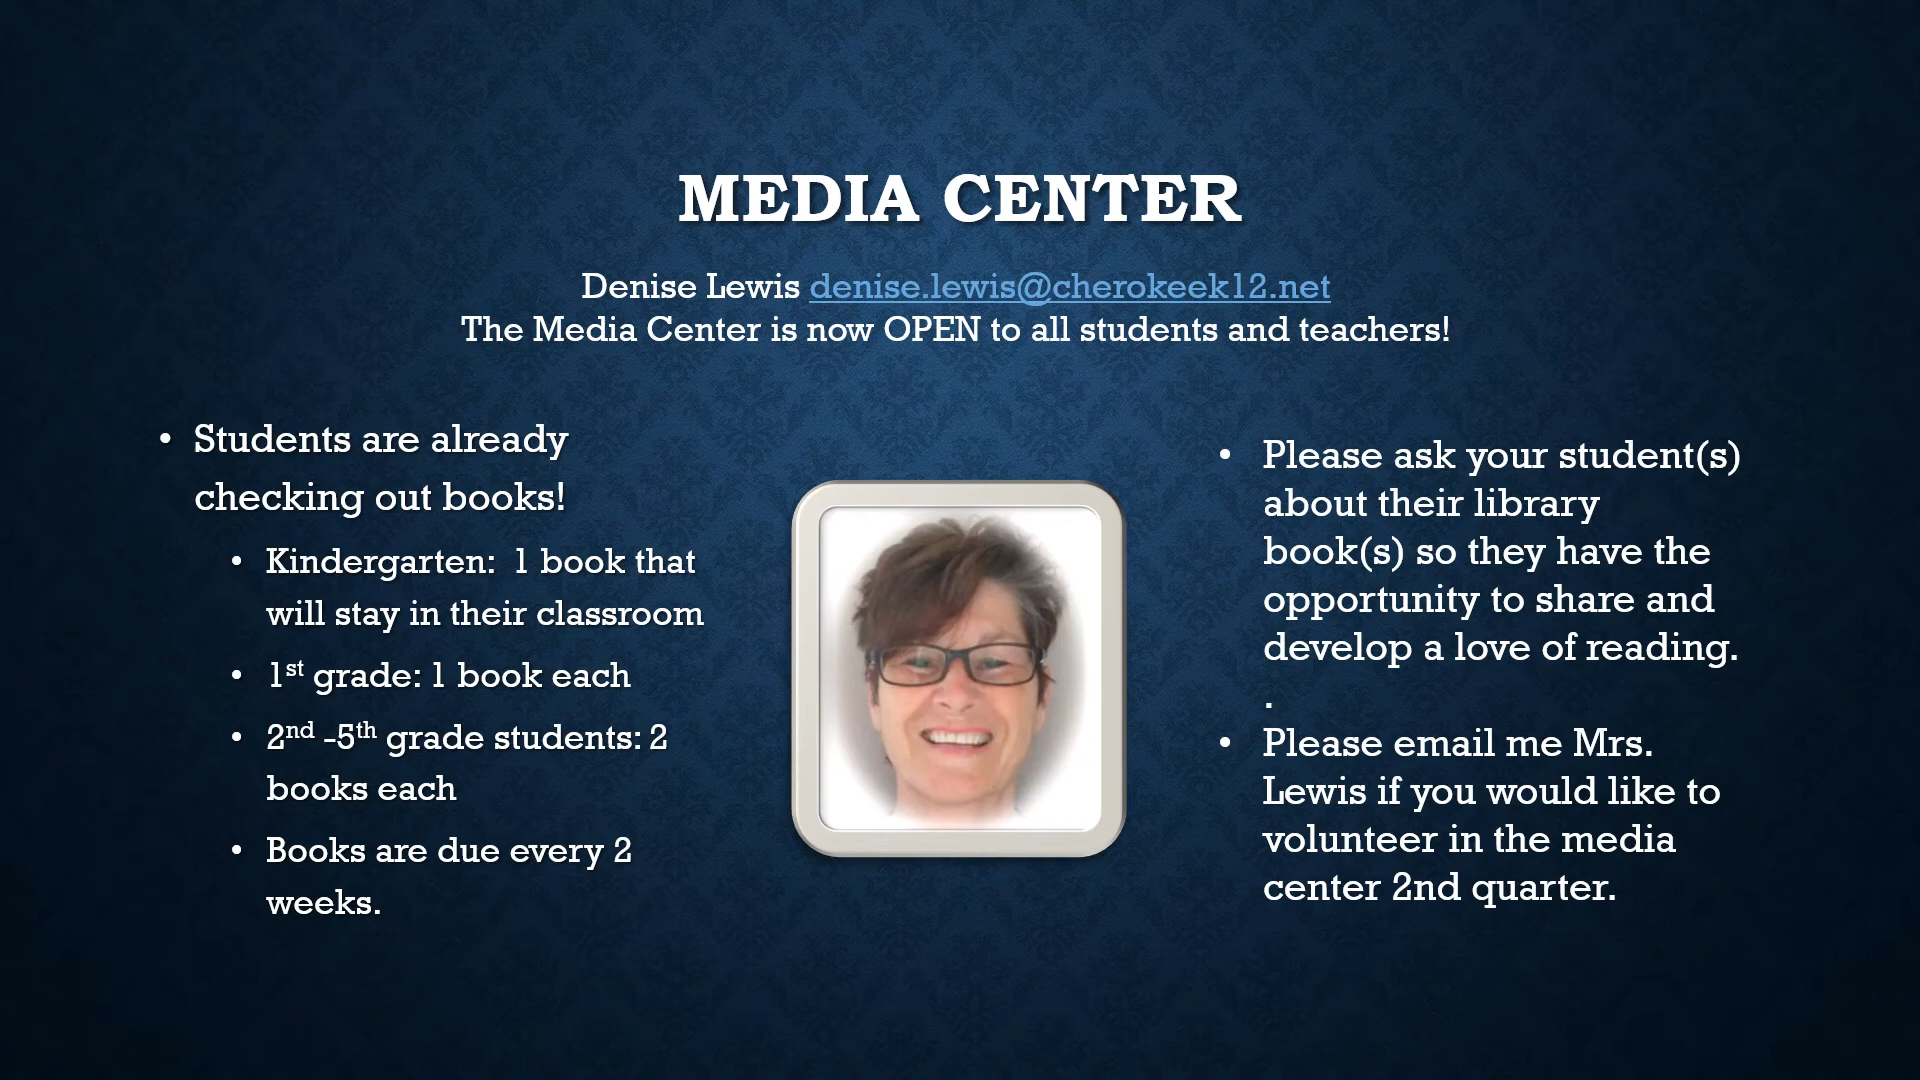 MEDIA CENTER
Denise Lewis denise.lewis@cherokeek12.net
The Media Center is now OPEN to all students and teachers!
• Students are already
checking out books!
• Kindergarten:  1 book that
will stay in their classroom
• 1st grade: 1 book each
• 2nd -5th grade students: 2
books each
• Books are due every 2
weeks.
• Please ask your student(s)
about their library
book(s) so they have the
opportunity to share and
develop a love of reading.
.
• Please email me Mrs.
Lewis if you would like to
volunteer in the media
center 2nd quarter.